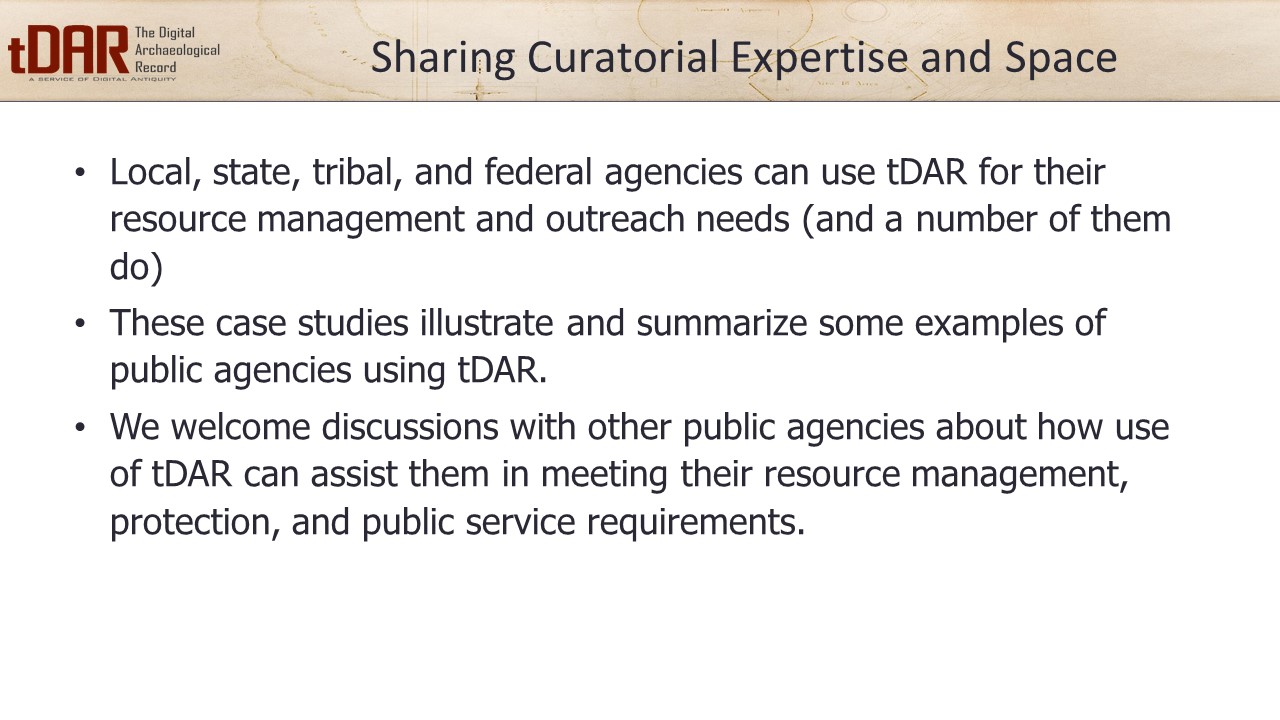 tDAR
The Digital
Archaeological
Record
A SERVICE OF DIGITAL ANTIQUITY
Sharing Curatorial Expertise and Space
• Local, state, tribal, and federal agencies can use tDAR for their
resource management and outreach needs (and a number of them
do)
• These case studies illustrate and summarize some examples of
public agencies using tDAR.
• We welcome discussions with other public agencies about how use
of tDAR can assist them in meeting their resource management,
protection, and public service requirements.